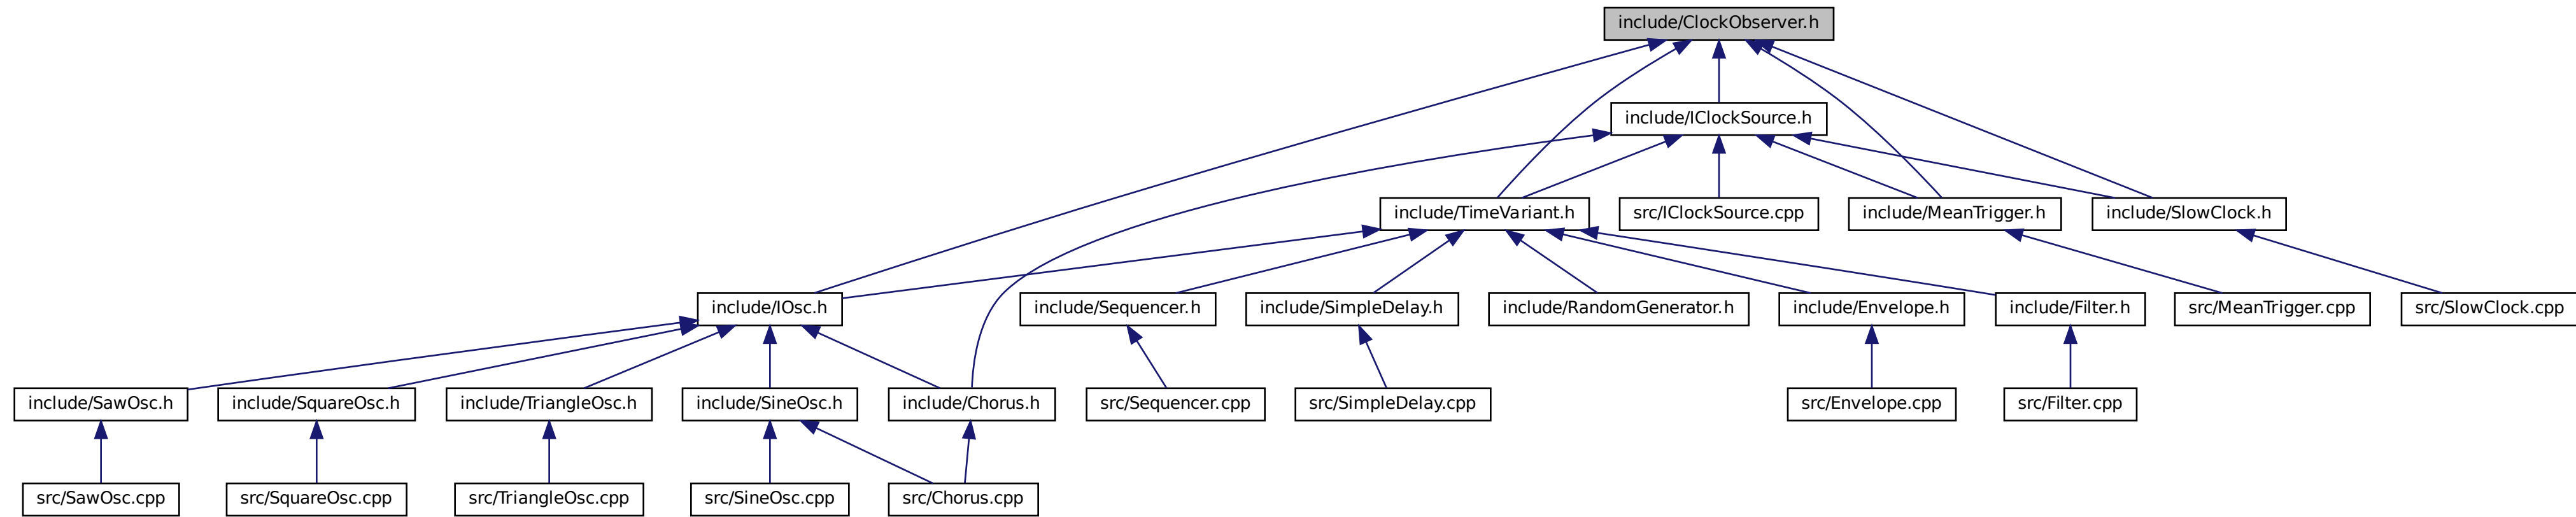 include/ClockObserver.h
include/IClockSource.h
include/TimeVariant.h
src/IClockSource.cpp
include/MeanTrigger.h
include/SlowClock.h
include/IOsc.h
include/Sequencer.h
include/SimpleDelay.h
include/RandomGenerator.h
include/Envelope.h
include/Filter.h
src/MeanTrigger.cpp
src/SlowClock.cpp
include/SawOsc.h
include/SquareOsc.h
include/TriangleOsc.h
include/SineOsc.h
include/Chorus.h
src/Sequencer.cpp
src/SimpleDelay.cpp
src/Envelope.cpp
src/Filter.cpp
src/SawOsc.cpp
src/SquareOsc.cpp
src/TriangleOsc.cpp
src/SineOsc.cpp
src/Chorus.cpp